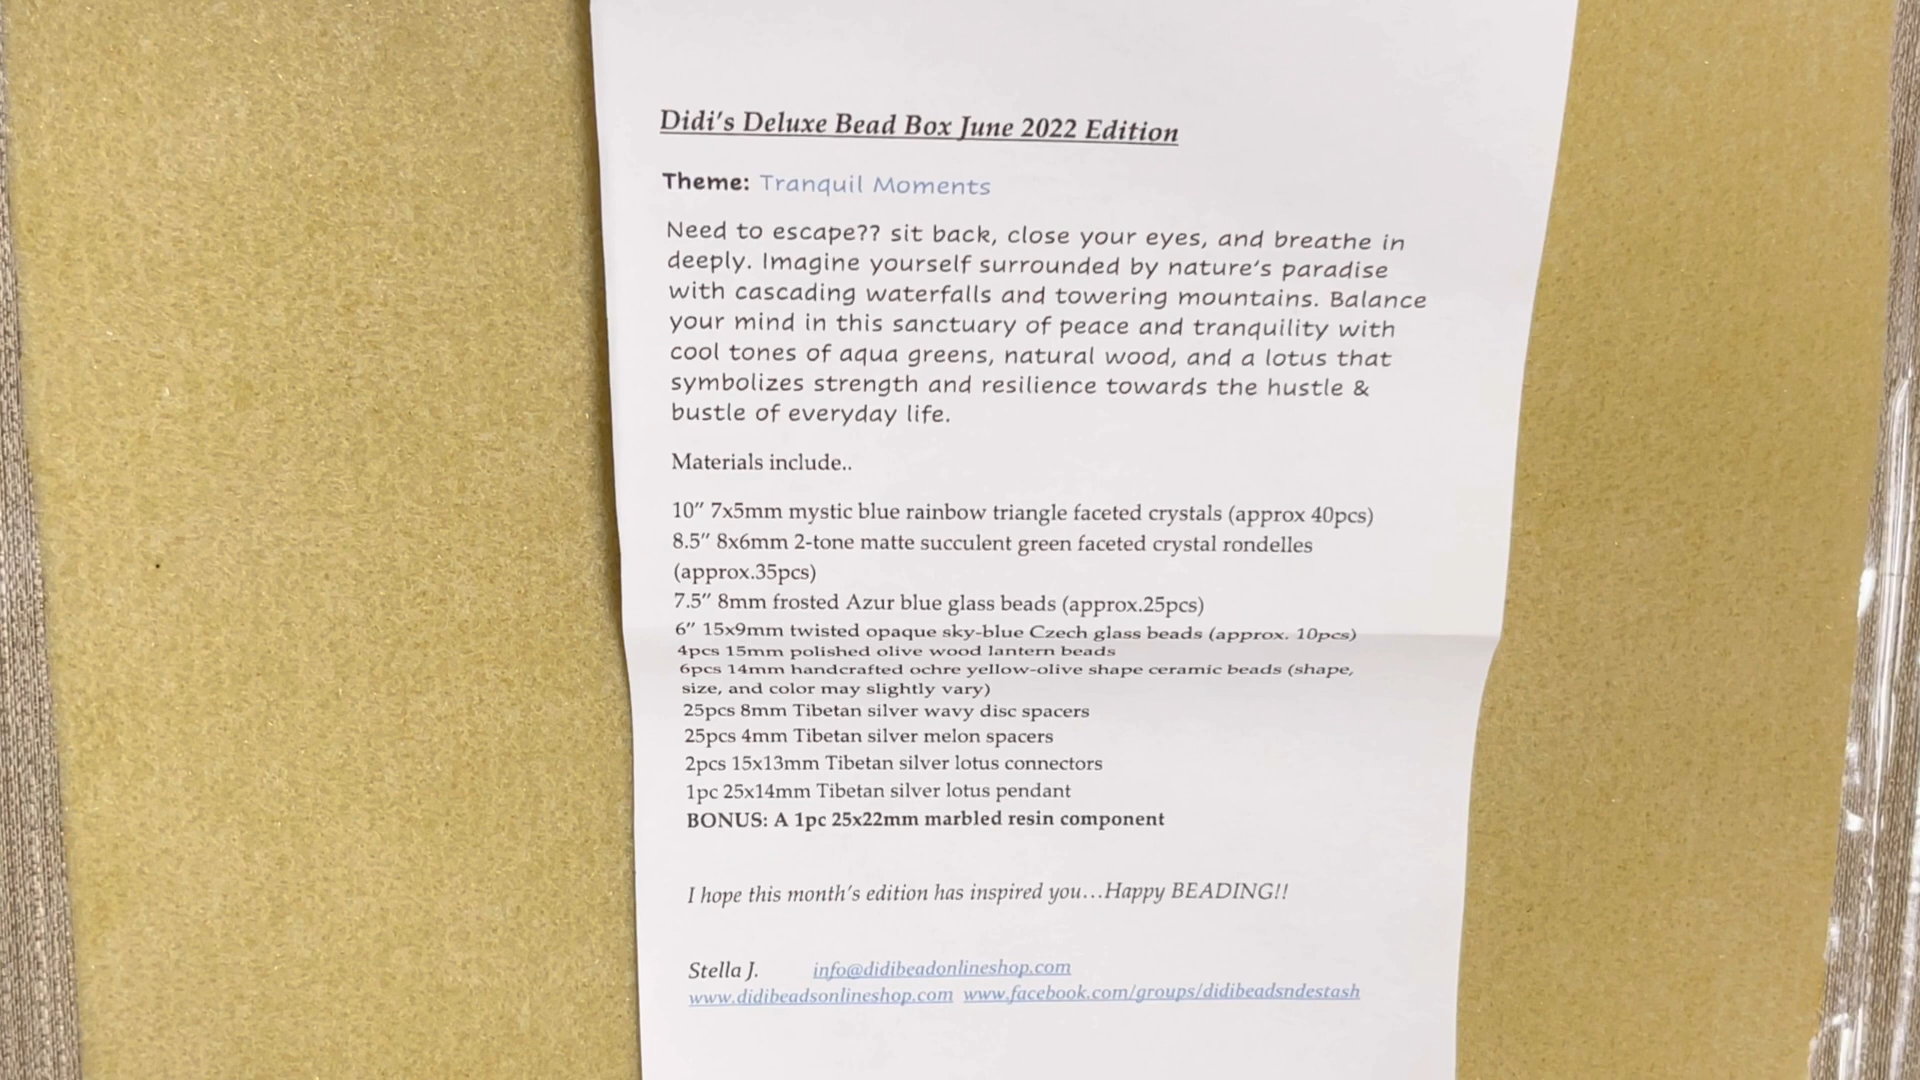 Didi's Deluxe Bead Box June 2022 Edition
Theme: Tranquil Moments
Need to escape?? sit back, close your eyes, and breathe in
deeply. Imagine yourself surrounded by nature's paradise
with cascading waterfalls and towering mountains. Balance
your mind in this sanctuary of peace and tranquility with
cool tones of aqua greens, natural wood, and a lotus that
symbolizes strength and resilience towards the hustle &
bustle of everyday life.
Materials include..
10" 7x5mm mystic blue rainbow triangle faceted crystals (approx 40pcs)
8.5" 8x6mm 2-tone matte succulent green faceted crystal rondelles
(approx.35pcs)
7.5" 8mm frosted Azur blue glass beads (approx.25pcs)
6" 15x9mm twisted opaque sky-blue Czech glass beads (approx. 10pcs)
4pcs 15mm polished olive wood lantern beads
6pcs 14mm handcrafted ochre yellow-olive shape ceramic beads (shape,
size, and color may slightly vary)
25pcs 8mm Tibetan silver wavy disc spacers
25pcs 4mm Tibetan silver melon spacers
2pcs 15x13mm Tibetan silver lotus connectors
1pc 25x14mm Tibetan silver lotus pendant
BONUS: A 1pc 25x22mm marbled resin component
I hope this month's edition has inspired you...Happy BEADING!!
Stella J. info@didibeadonlineshop.com
www.didibeadsonlineshop.com www.facebook.com/groups/didibeadsndestash